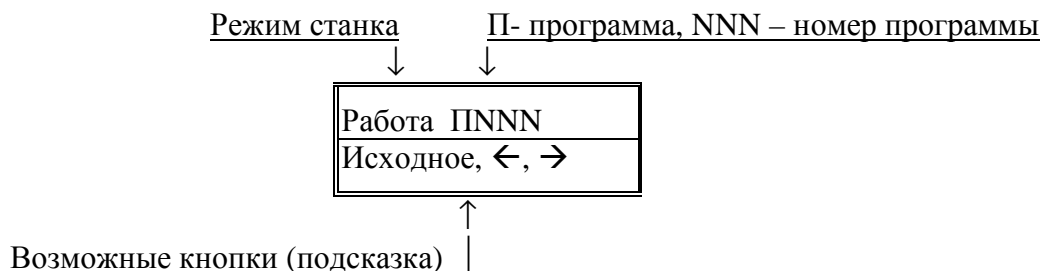 Режим станка П- программа, NNN – номер программы
↓ ↓
Работа ПNNN
Исходное, ←, →
↑
Возможные кнопки (подсказка)